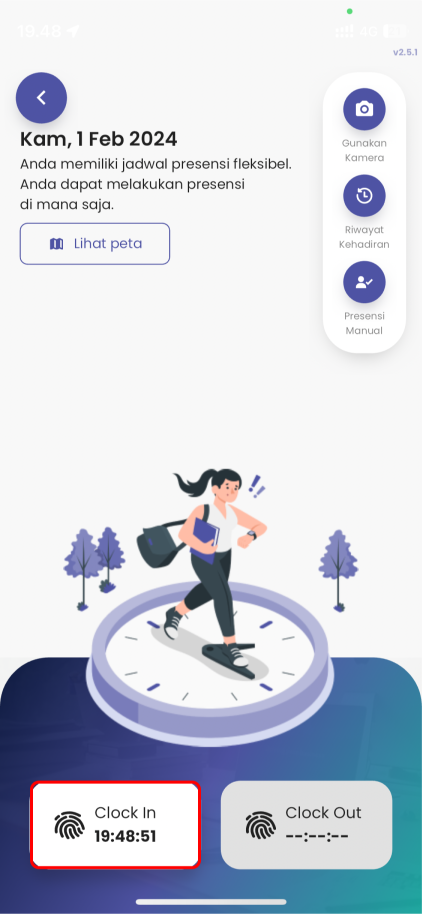 19.48
4G
v2.5.1
Kam, 1 Feb 2024
Anda memiliki jadwal presensi fleksibel.
Anda dapat melakukan presensi
di mana saja.
Lihat peta
Gunakan
Kamera
Riwayat
Kehadiran
Presensi
Manual
Clock In
19:48:51
Clock Out
--:--:--